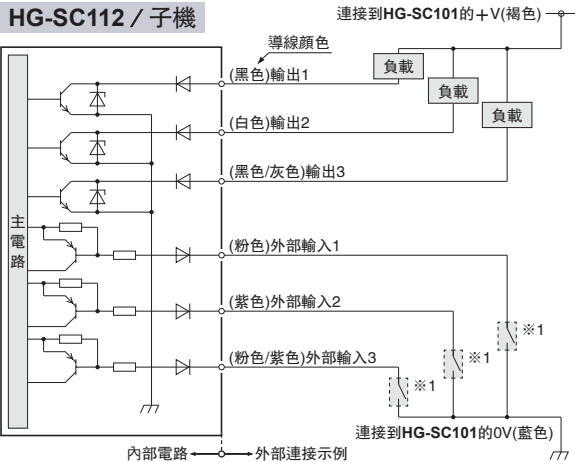 HG-SC112／子機
連接到HG-SC101的＋V(褐色)
導線顏色
(黑色)輸出1
負載
(白色)輸出2
負載
負載
(黑色/灰色)輸出3
主電路
(粉色)外部輸入1
(紫色)外部輸入2
※1
(粉色/紫色)外部輸入3
※1
※1
連接到HG-SC101的0V(藍色)
內部電路
外部連接示例